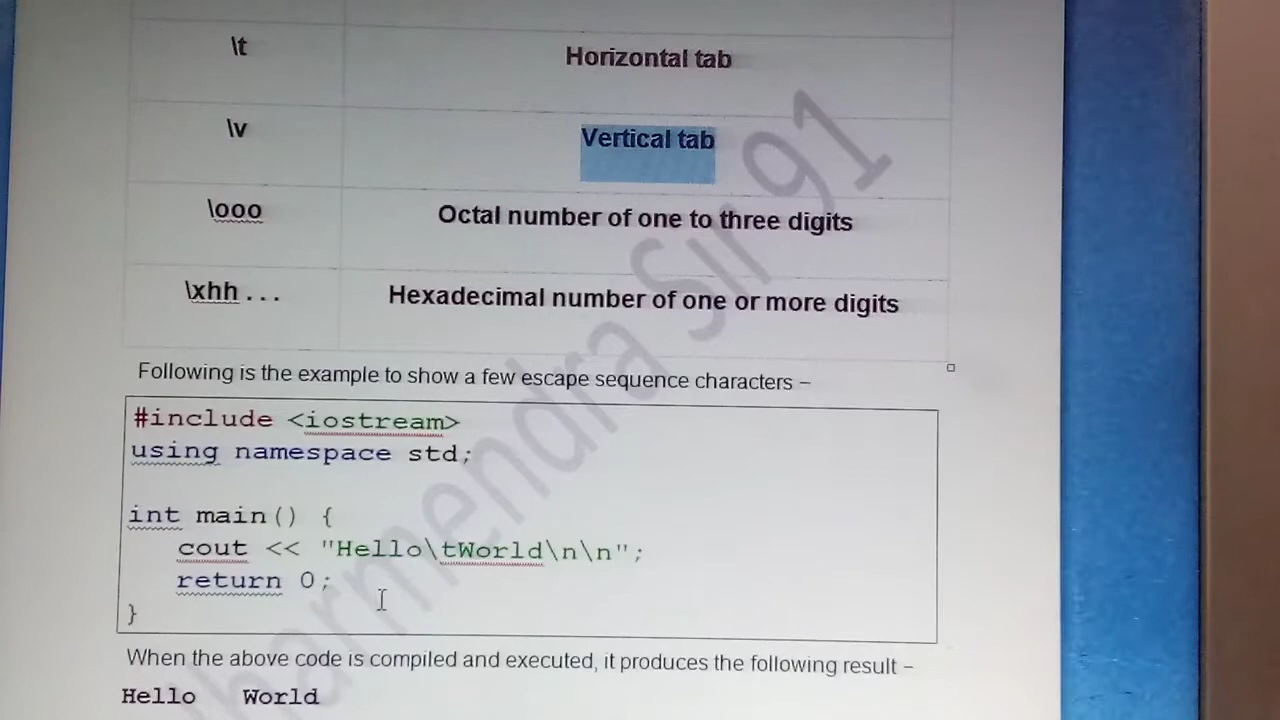 \t Horizontal tab
\v Vertical tab
\ooo Octal number of one to three digits
\xhh . . . Hexadecimal number of one or more digits
Following is the example to show a few escape sequence characters –
#include <iostream>
using namespace std;
int main() {
cout << "Hello\tWorld\n\n";
return 0;
}
When the above code is compiled and executed, it produces the following result –
Hello World
harmendra Sir 91